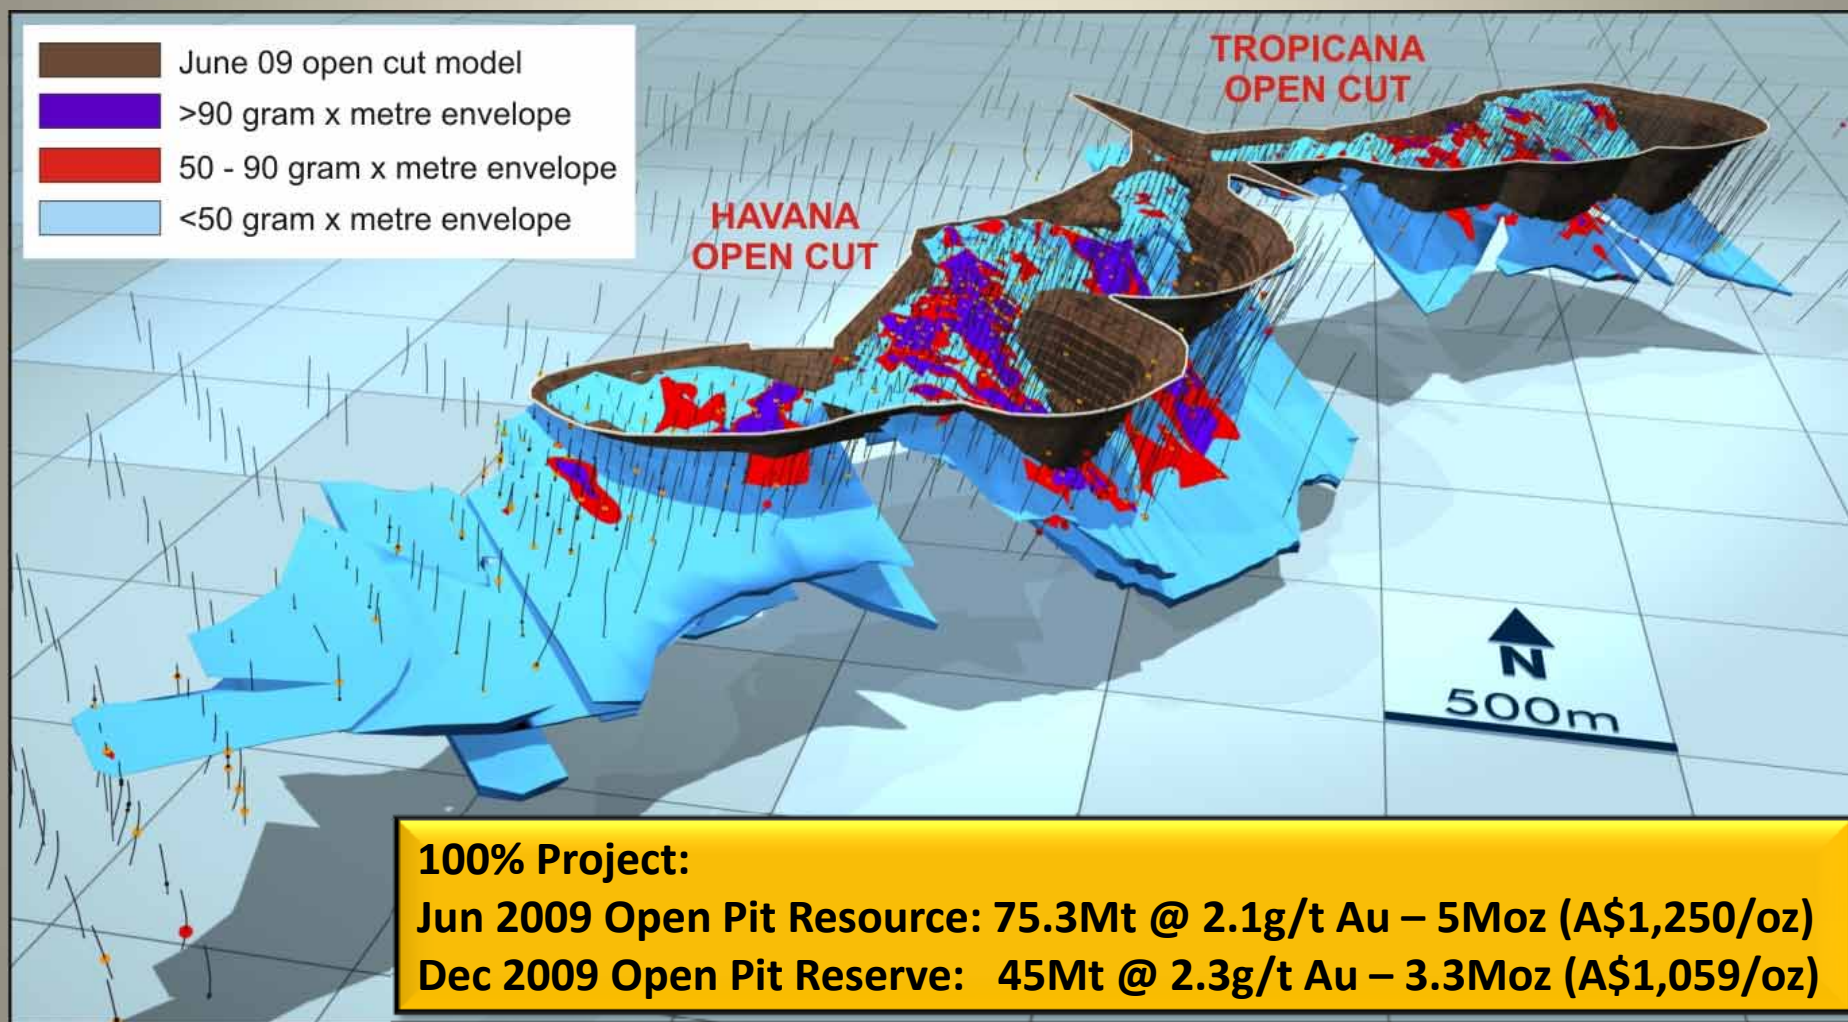 June 09 open cut model
>90 gram x metre envelope
50 - 90 gram x metre envelope
<50 gram x metre envelope
TROPICANA
OPEN CUT
HAVANA
OPEN CUT
N
500m
100% Project:
Jun 2009 Open Pit Resource: 75.3Mt @ 2.1g/t Au – 5Moz (A$1,250/oz)
Dec 2009 Open Pit Reserve: 45Mt @ 2.3g/t Au – 3.3Moz (A$1,059/oz)